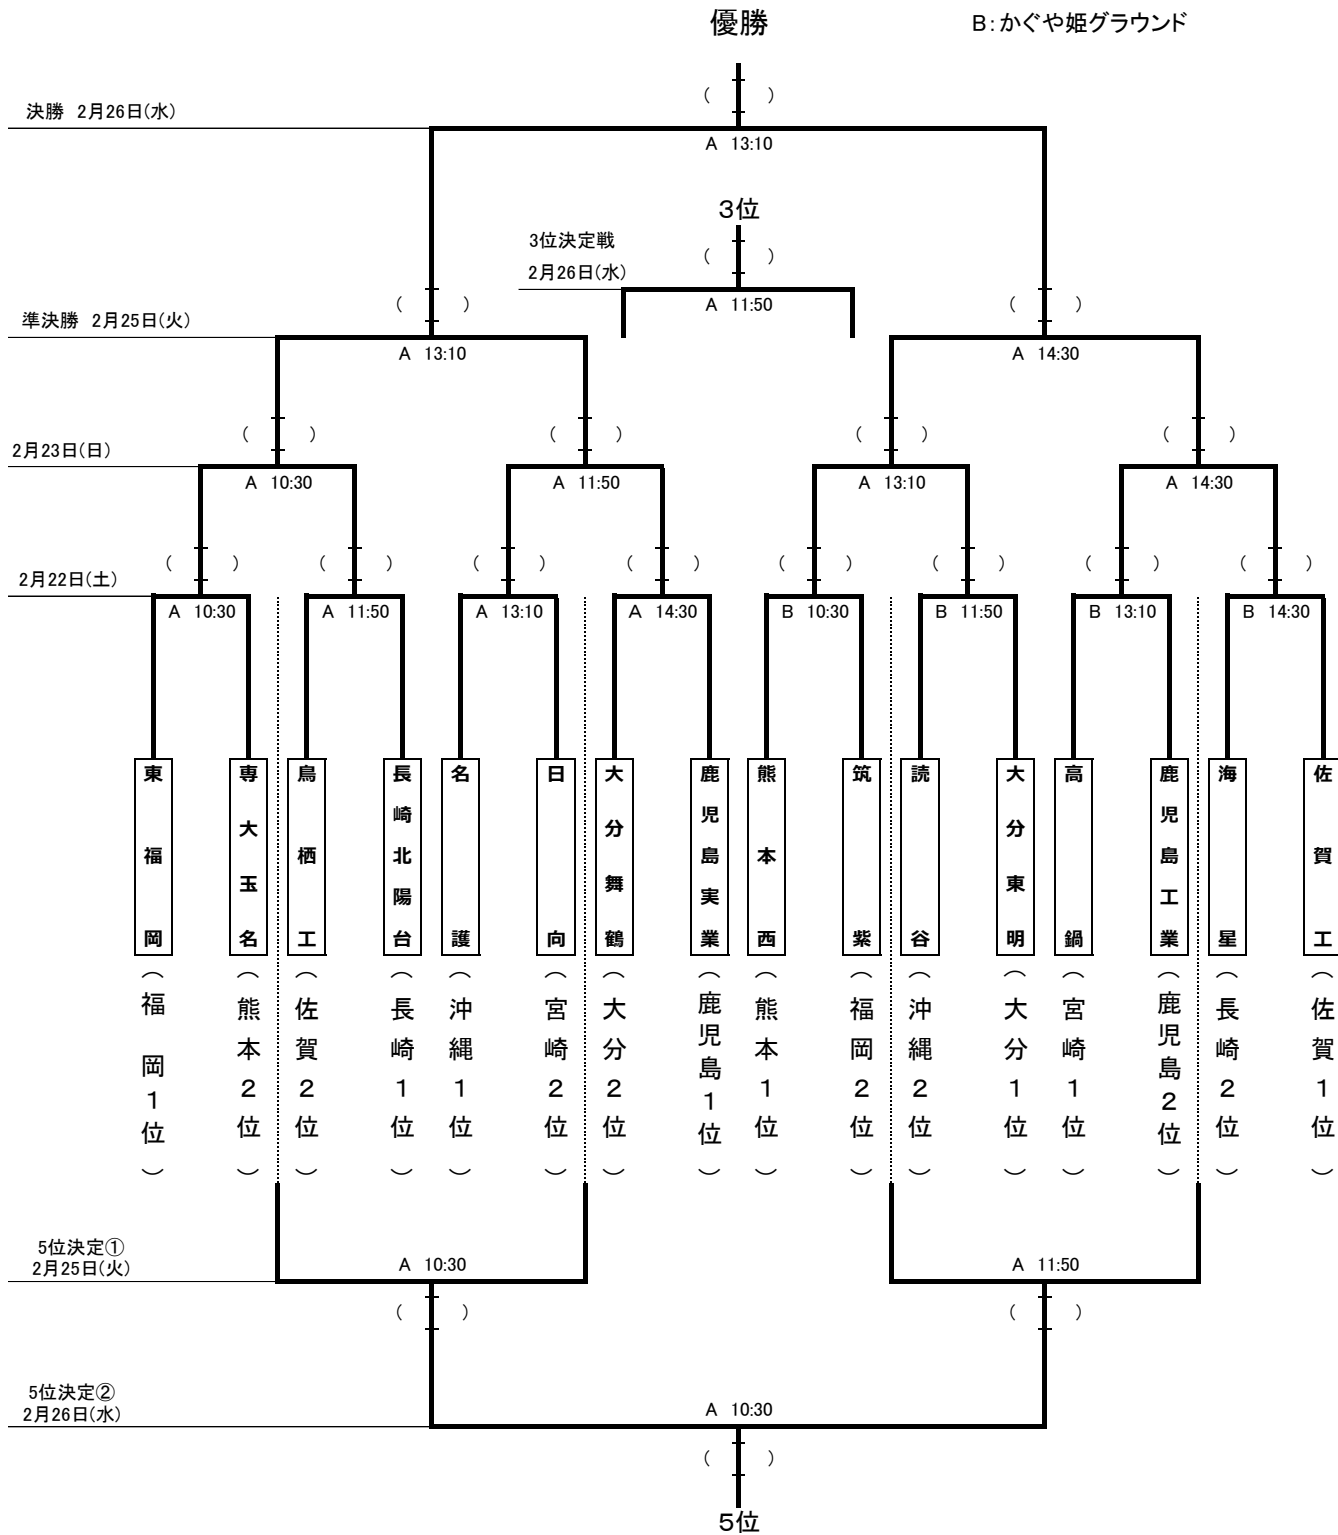 優勝
B：かぐや姫グラウンド
(　　)
決勝 2月26日(水)
A 13:10
3位
3位決定戦
(　　)
2月26日(水)
A 11:50
(　　)
(　　)
準決勝 2月25日(火)
A 13:10
A 14:30
(　　)
(　　)
(　　)
(　　)
2月23日(日)
A 10:30
A 11:50
A 13:10
A 14:30
(　　)
(　　)
(　　)
(　　)
(　　)
(　　)
(　　)
(　　)
2月22日(土)
A 10:30
A 11:50
A 13:10
A 14:30
B 10:30
B 11:50
B 13:10
B 14:30
東福岡
(福岡1位)
専大玉名
(熊本2位)
鳥栖工
(佐賀2位)
長崎北陽台
(長崎1位)
名護
(沖縄1位)
日向
(宮崎2位)
大分舞鶴
(大分2位)
鹿児島実業
(鹿児島1位)
熊本西
(熊本1位)
筑紫
(福岡2位)
読谷
(沖縄2位)
大分東明
(大分1位)
高鍋
(宮崎1位)
鹿児島工業
(鹿児島2位)
海星
(長崎2位)
佐賀工
(佐賀1位)
5位決定①
2月25日(火)
A 10:30
A 11:50
(　　)
(　　)
5位決定②
2月26日(水)
A 10:30
(　　)
5位